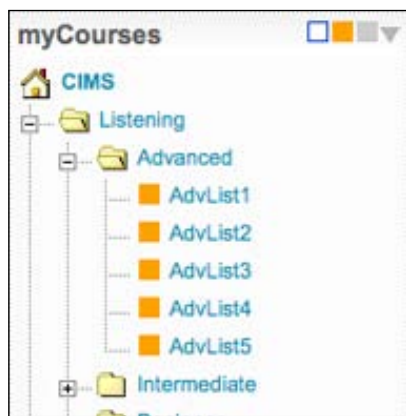 myCourses
CIMS
Listening
Advanced
AdvList1
AdvList2
AdvList3
AdvList4
AdvList5
Intermediate